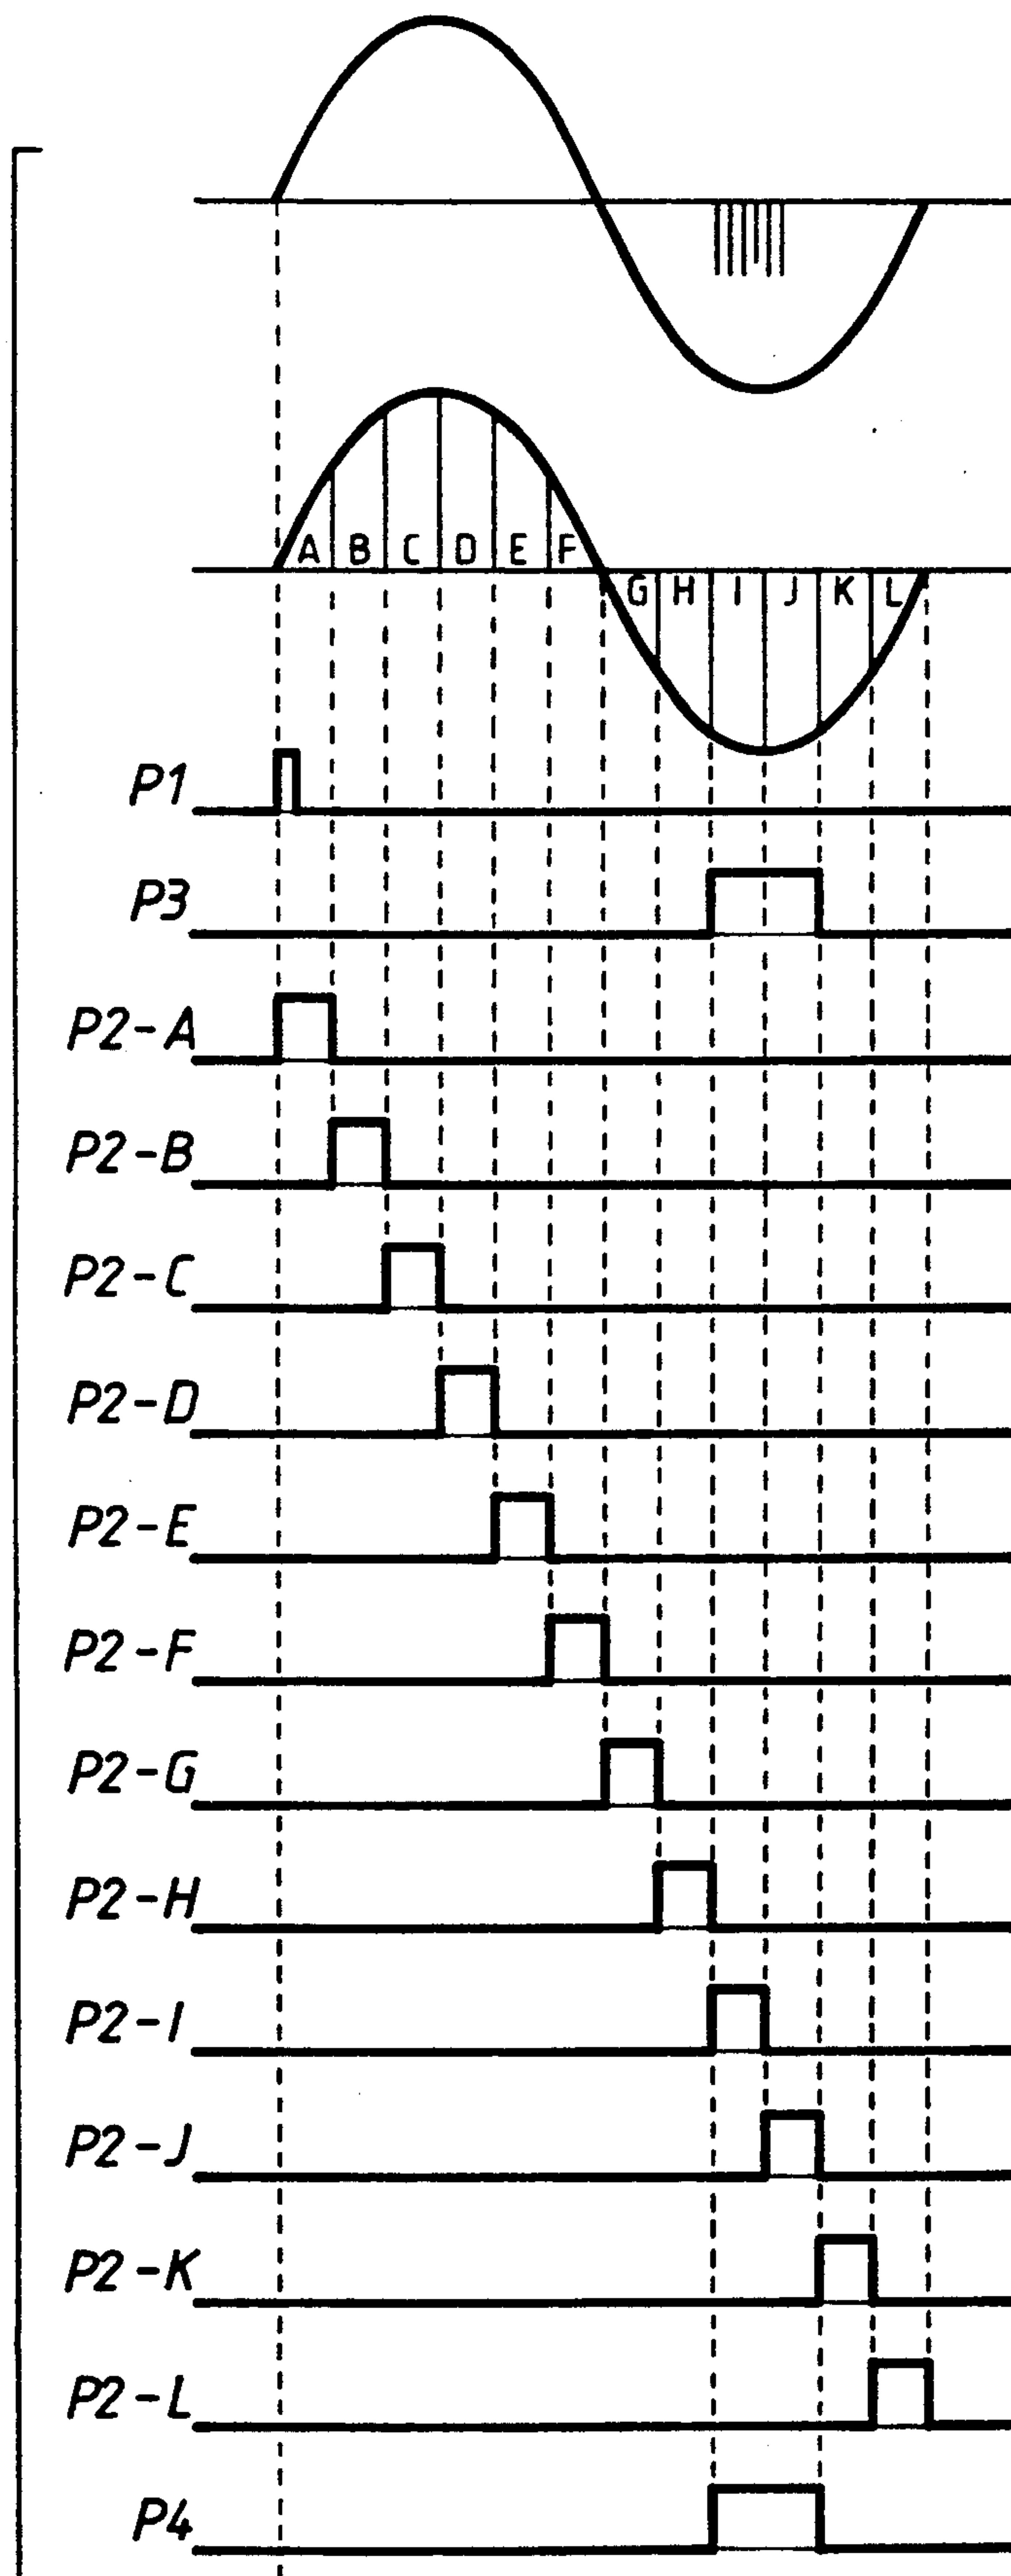 A B C D E F
G H I J K L
P1
P3
P2-A
P2-B
P2-C
P2-D
P2-E
P2-F
P2-G
P2-H
P2-I
P2-J
P2-K
P2-L
P4